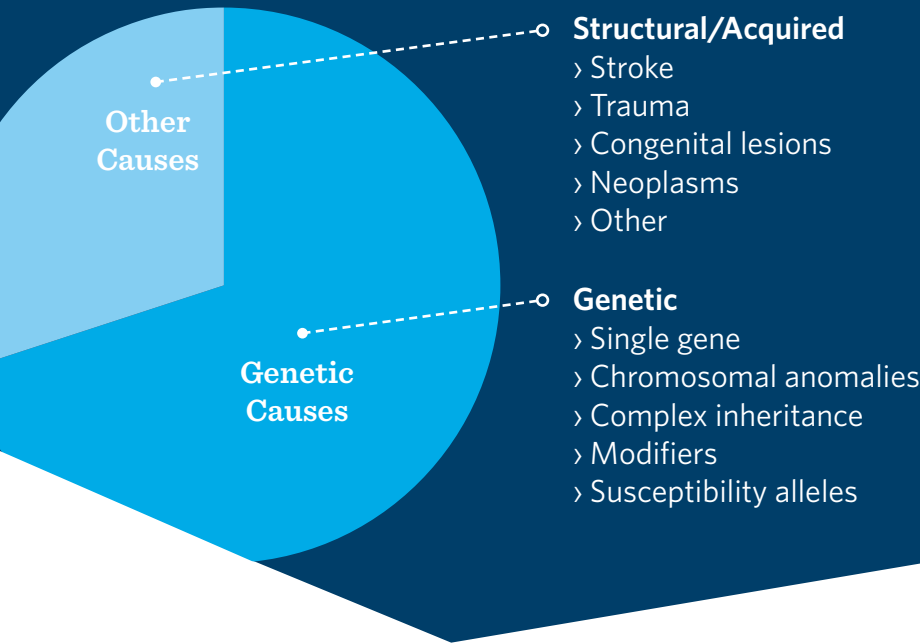 Other
Causes
Structural/Acquired
› Stroke
› Trauma
› Congenital lesions
› Neoplasms
› Other
Genetic
Causes
Genetic
› Single gene
› Chromosomal anomalies
› Complex inheritance
› Modifiers
› Susceptibility alleles